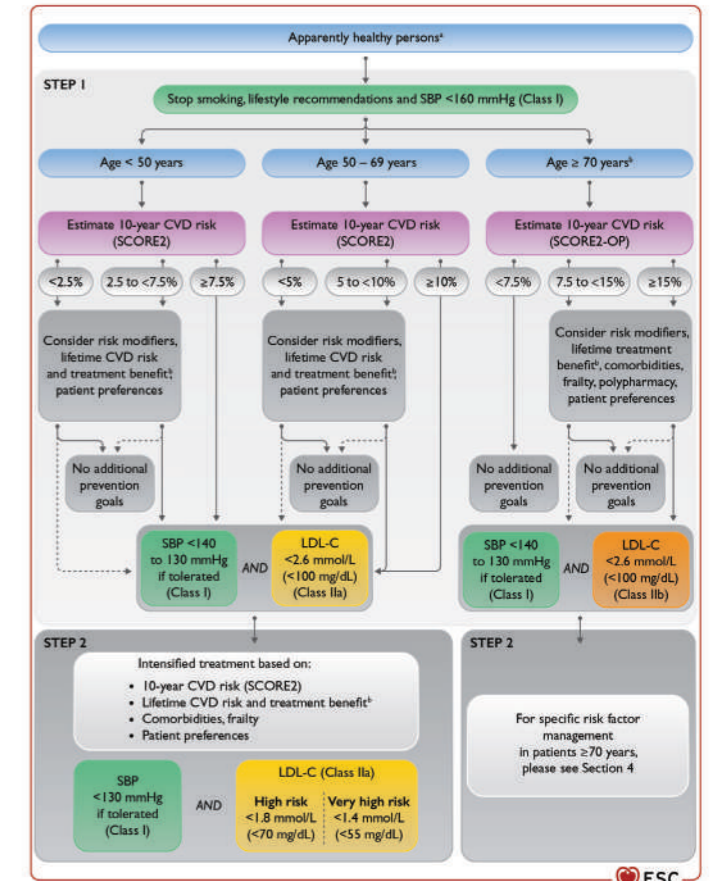 Apparently healthy personsᵃ
STEP 1
Stop smoking, lifestyle recommendations and SBP <160 mmHg (Class I)
Age < 50 years
Age 50 – 69 years
Age ≥ 70 yearsᵇ
Estimate 10-year CVD risk
(SCORE2)
Estimate 10-year CVD risk
(SCORE2)
Estimate 10-year CVD risk
(SCORE2-OP)
<2.5%
2.5 to <7.5%
≥7.5%
<5%
5 to <10%
≥10%
<7.5%
7.5 to <15%
≥15%
Consider risk modifiers,
lifetime CVD risk
and treatment benefitᵇ,
patient preferences
Consider risk modifiers,
lifetime CVD risk
and treatment benefitᵇ,
patient preferences
Consider risk modifiers,
lifetime treatment
benefitᵇ, comorbidities,
frailty, polypharmacy,
patient preferences
No additional
prevention
goals
No additional
prevention
goals
No additional
prevention
goals
No additional
prevention
goals
SBP <140
to 130 mmHg
if tolerated
(Class I)
AND
LDL-C
<2.6 mmol/L
(<100 mg/dL)
(Class IIa)
SBP <140
to 130 mmHg
if tolerated
(Class I)
AND
LDL-C
<2.6 mmol/L
(<100 mg/dL)
(Class IIb)
STEP 2
Intensified treatment based on:
• 10-year CVD risk (SCORE2)
• Lifetime CVD risk and treatment benefitᵇ
• Comorbidities, frailty
• Patient preferences
SBP
<130 mmHg
if tolerated
(Class I)
AND
LDL-C (Class IIa)
High risk
<1.8 mmol/L
(<70 mg/dL)
Very high risk
<1.4 mmol/L
(<55 mg/dL)
STEP 2
For specific risk factor
management
in patients ≥70 years,
please see Section 4
ESC